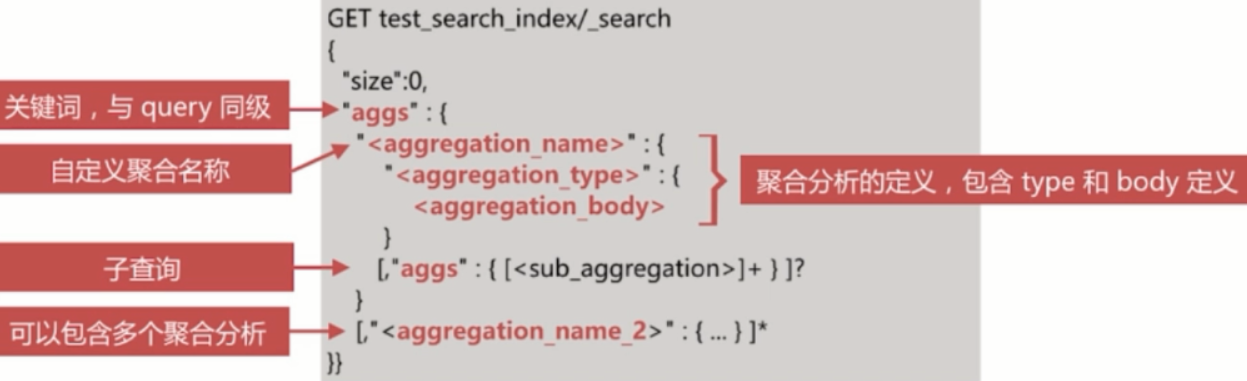 GET test_search_index/_search
{
"size":0,
关键词，与 query 同级
"aggs" : {
自定义聚合名称
"<aggregation_name>" : {
"<aggregation_type>" : {
<aggregation_body>
聚合分析的定义，包含 type 和 body 定义
}
子查询
[,"aggs" : { [<sub_aggregation>]+ } ]?
}
可以包含多个聚合分析
[,"<aggregation_name_2>" : { ... } ]*
}}